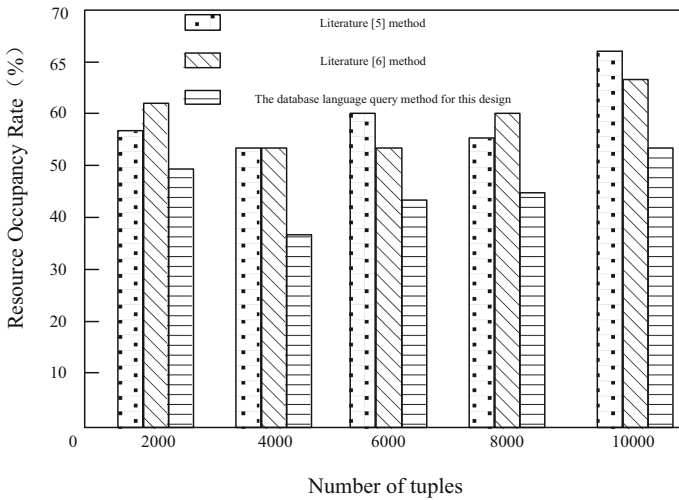 70
65
60
50
40
30
20
10
0
Resource Occupancy Rate (%)
Literature [5] method
Literature [6] method
The database language query method for this design
2000 4000 6000 8000 10000
Number of tuples